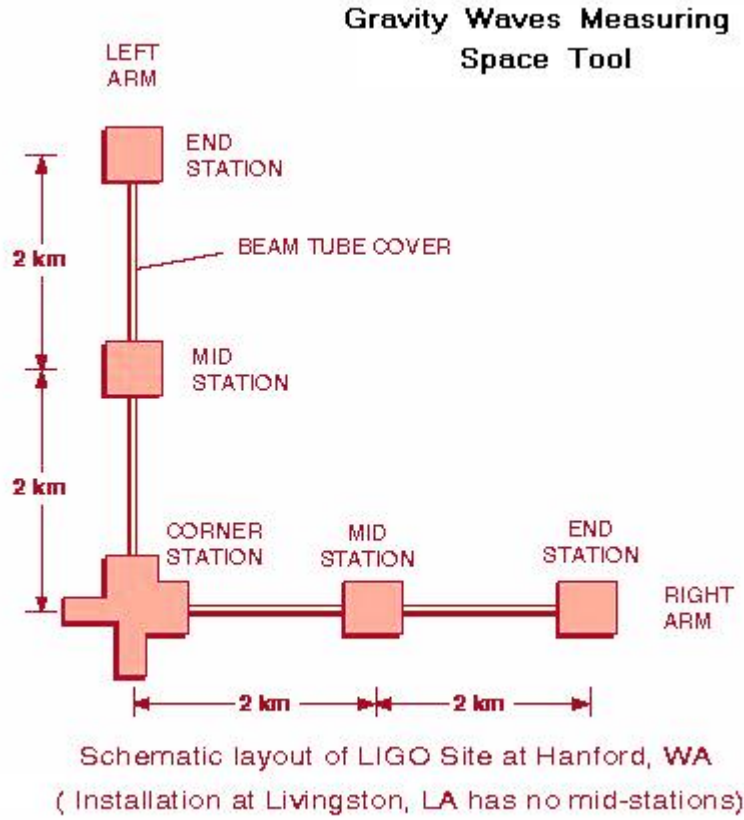 Gravity Waves Measuring
Space Tool
LEFT
ARM
END
STATION
2 km
BEAM TUBE COVER
MID
STATION
2 km
CORNER
STATION
MID
STATION
END
STATION
RIGHT
ARM
2 km
2 km
Schematic layout of LIGO Site at Hanford, WA
( Installation at Livingston, LA has no mid-stations)